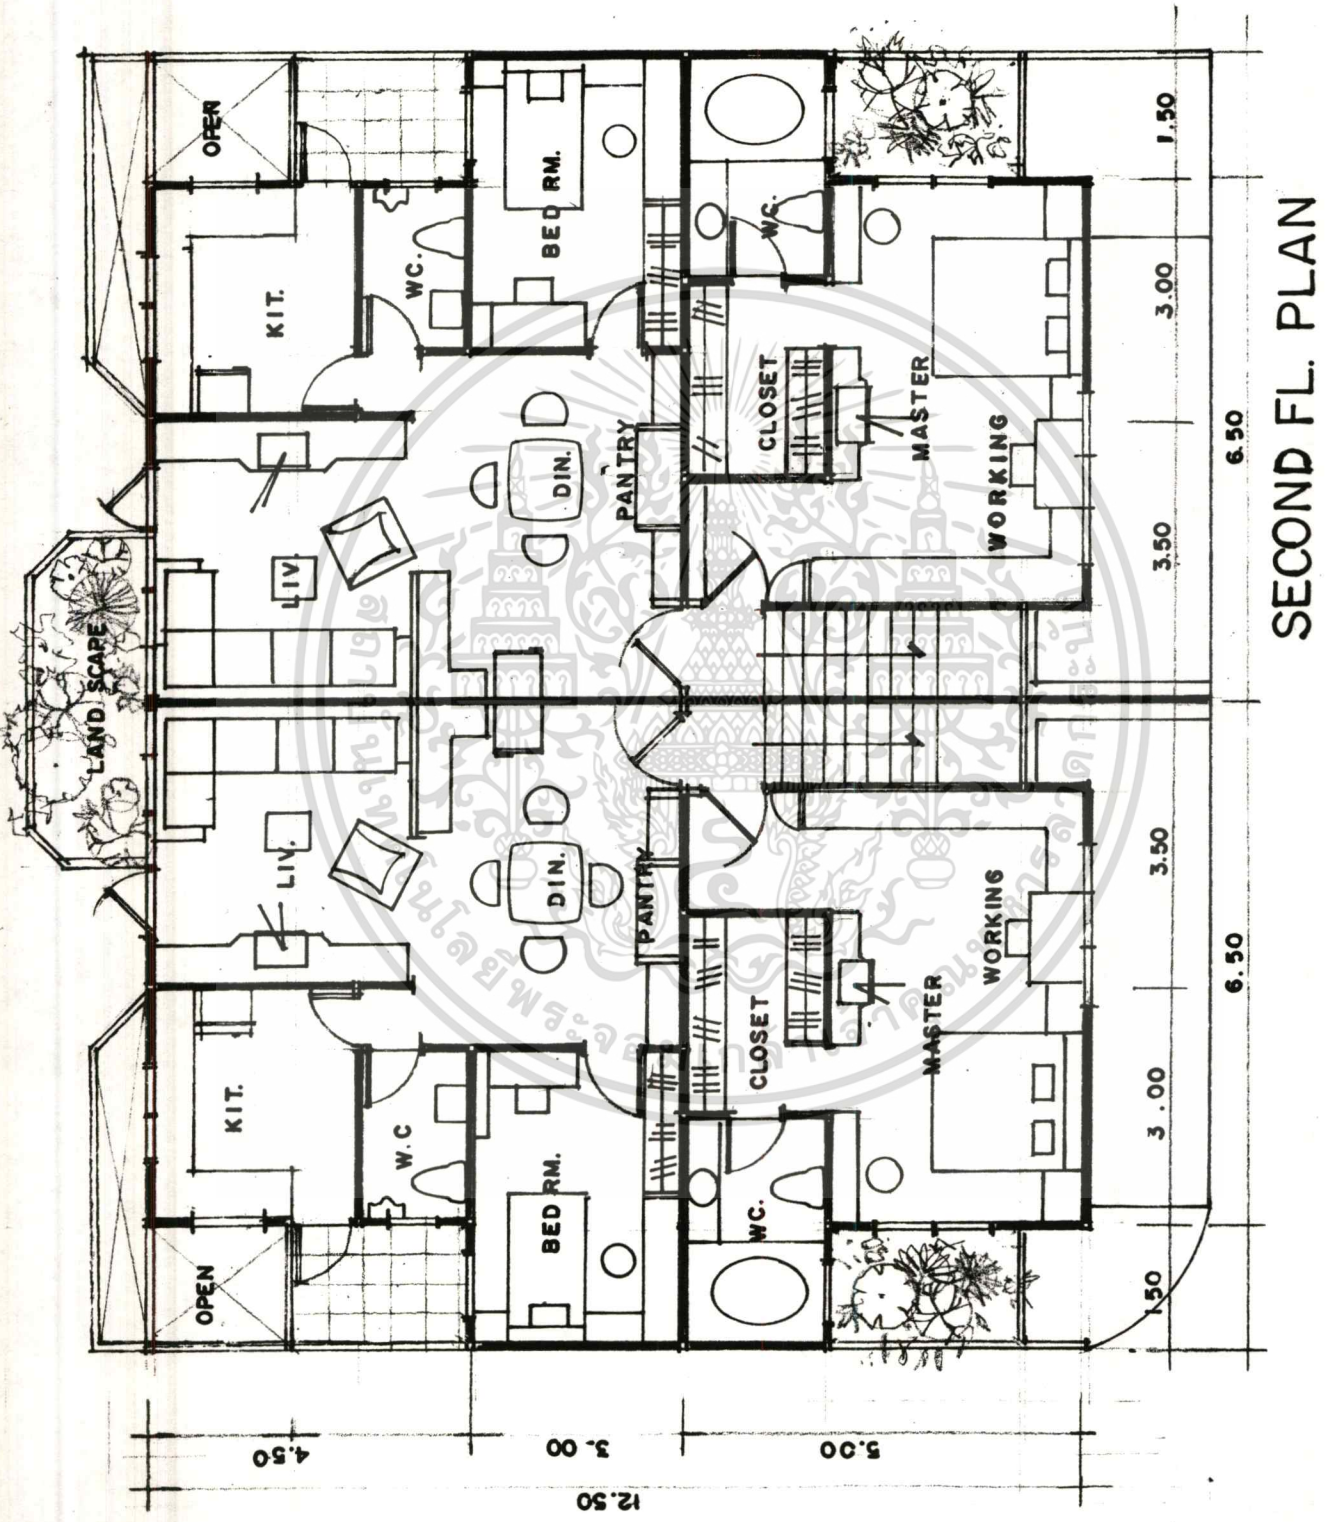 LAND SCAPE
OPEN
KIT.
LIV.
LIV.
KIT.
OPEN
W.C
WC.
BED RM.
DIN.
DIN.
BED RM.
PANTRY
PANTRY
WC.
CLOSET
CLOSET
WC.
MASTER
MASTER
WORKING
WORKING
4.50
3.00
5.00
12.50
1.50
3.00
3.50
3.50
3.00
1.50
6.50
6.50
SECOND FL. PLAN